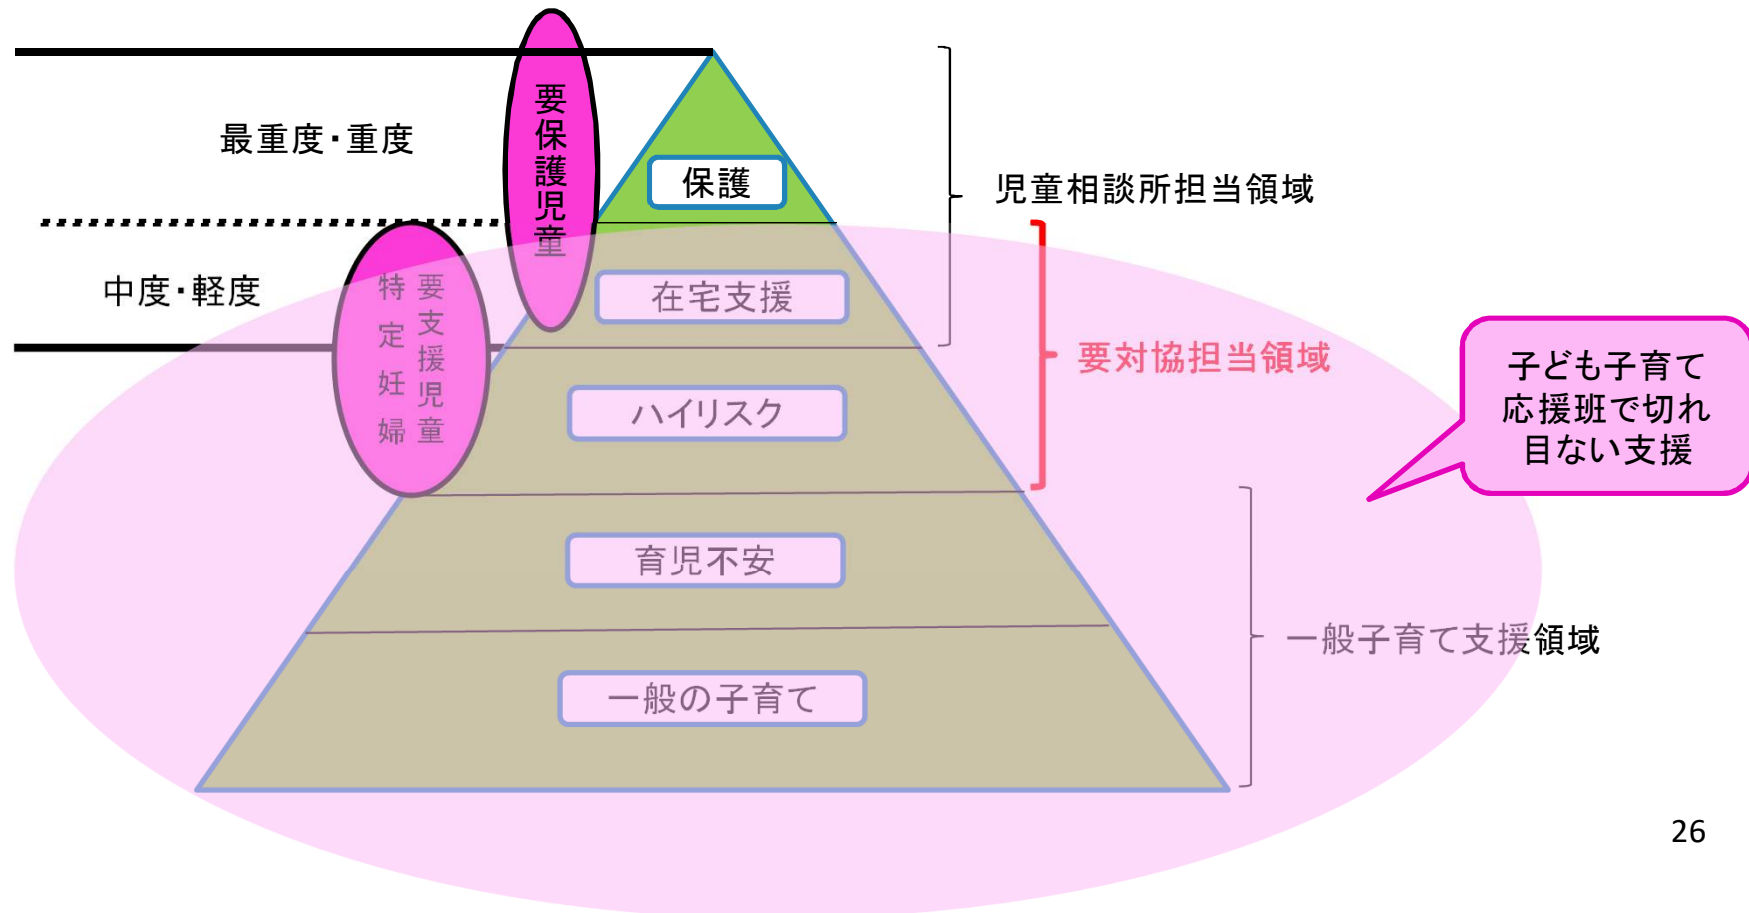 要保護児童
最重度・重度
保護
児童相談所担当領域
中度・軽度
要支援児童
特定妊婦
在宅支援
要対協担当領域
子ども子育て
応援班で切れ
目ない支援
ハイリスク
育児不安
一般子育て支援領域
一般の子育て
26